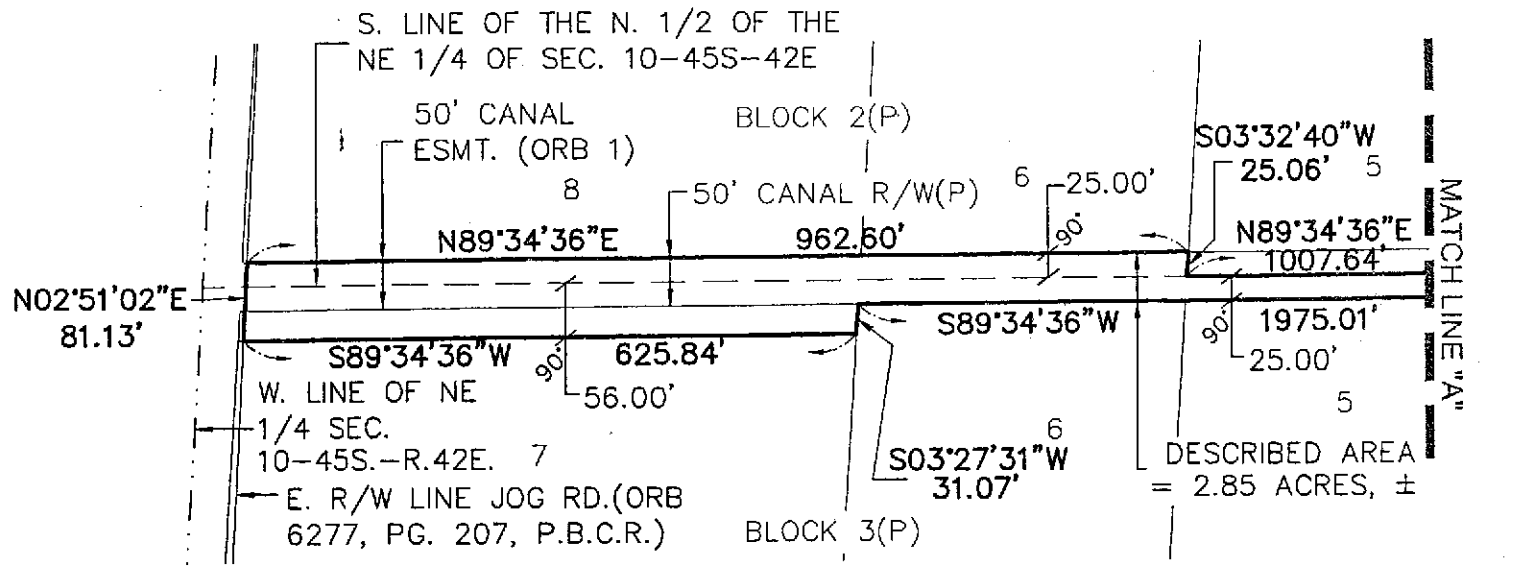 S. LINE OF THE N. 1/2 OF THE
NE 1/4 OF SEC. 10-45S-42E
50' CANAL
ESMT. (ORB 1)
BLOCK 2(P)
S03°32'40"W
25.06'
5
8
50' CANAL R/W(P)
6
25.00'
90°
N89°34'36"E
962.60'
N89°34'36"E
1007.64'
MATCH LINE "A"
N02°51'02"E
81.13'
S89°34'36"W
625.84'
90°
56.00'
S89°34'36"W
1975.01'
90°
25.00'
W. LINE OF NE
1/4 SEC.
10-45S.-R.42E.
7
E. R/W LINE JOG RD.(ORB
6277, PG. 207, P.B.C.R.)
6
S03°27'31"W
31.07'
5
DESCRIBED AREA
= 2.85 ACRES, ±
BLOCK 3(P)